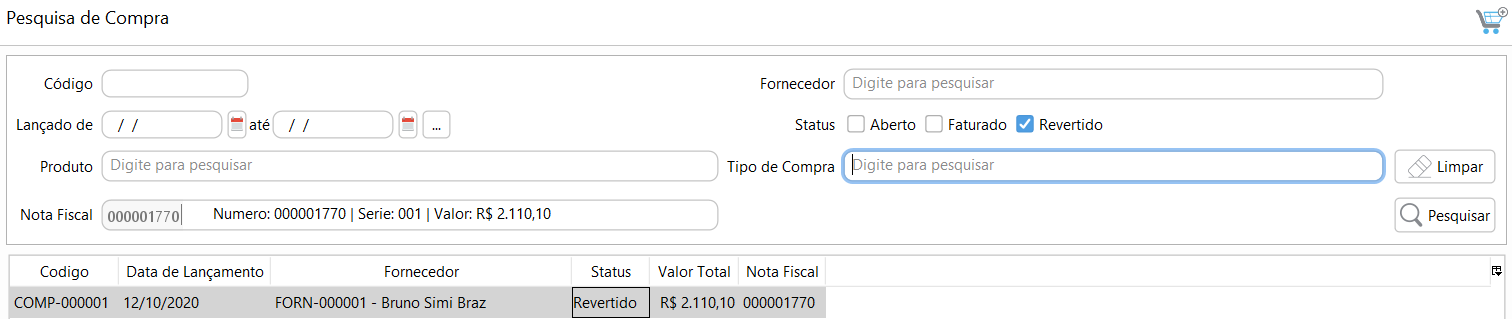 Pesquisa de Compra
Código
Fornecedor Digite para pesquisar
Lançado de / / até / / ...
Status Aberto Faturado Revertido
Produto Digite para pesquisar
Tipo de Compra Digite para pesquisar
Limpar
Nota Fiscal 000001770 Numero: 000001770 | Serie: 001 | Valor: R$ 2.110,10
Pesquisar
Codigo Data de Lançamento Fornecedor Status Valor Total Nota Fiscal
COMP-000001 12/10/2020 FORN-000001 - Bruno Simi Braz Revertido R$ 2.110,10 000001770